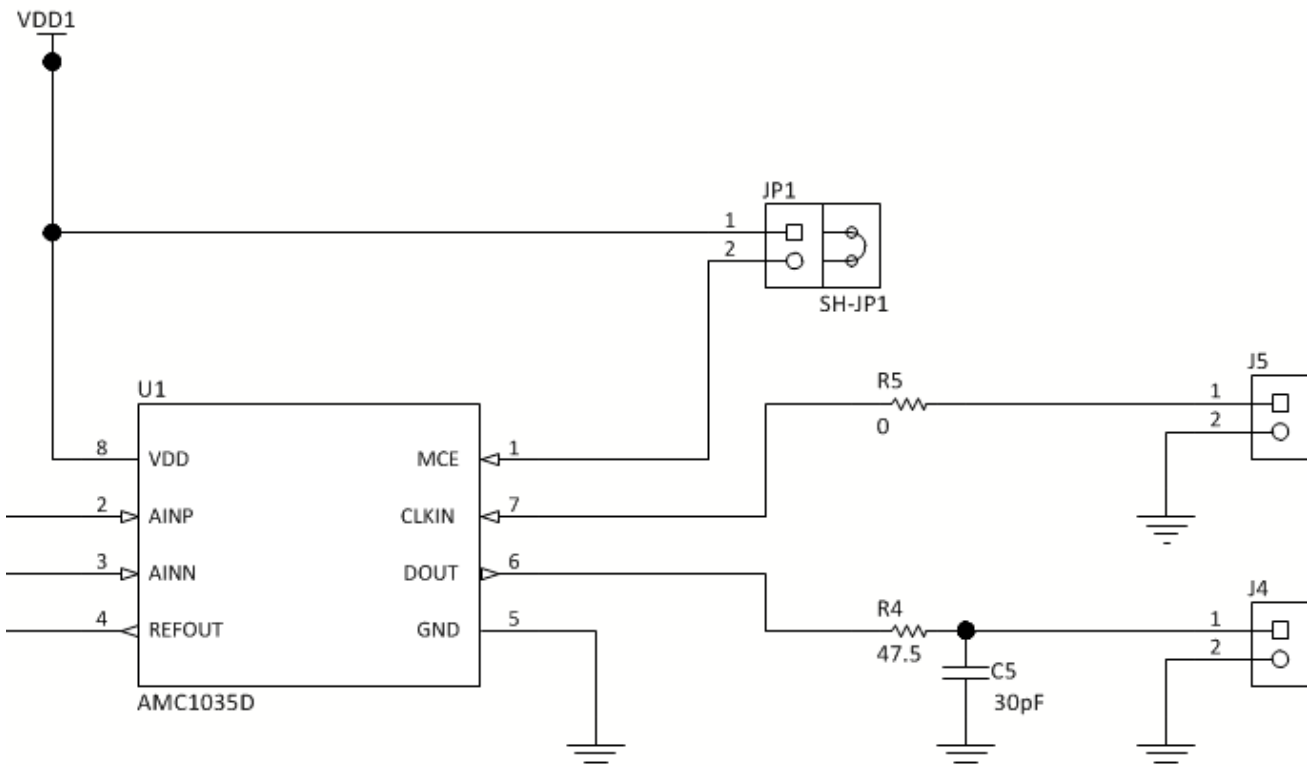 VDD1
JP1
1
2
SH-JP1
J5
R5
1
0
2
U1
8 VDD MCE 1
2 AINP CLKIN 7
3 AINN DOUT 6
4 REFOUT GND 5
AMC1035D
J4
R4
1
47.5
2
C5
30pF